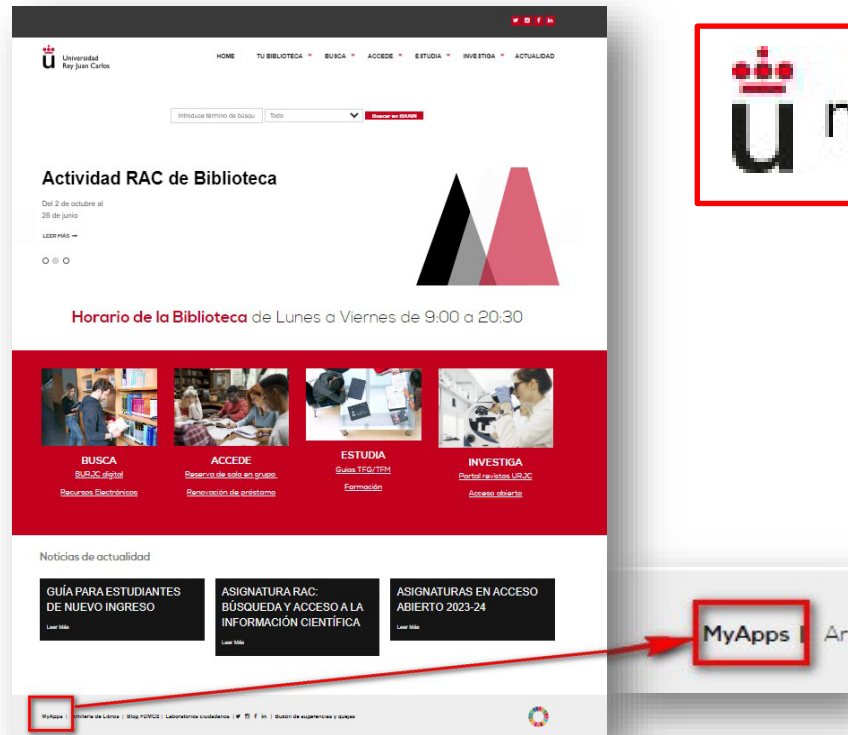 Universidad
Rey Juan Carlos
HOME TU BIBLIOTECA BUSCA ACCEDE ESTUDIA INVESTIGA ACTUALIDAD
Introduce término de búsqu Todo Buscar en BRAIN
Actividad RAC de Biblioteca
Del 2 de octubre al
28 de junio
LEER MÁS →
Horario de la Biblioteca de Lunes a Viernes de 9:00 a 20:30
BUSCA
BURJC digital
Recursos Electrónicos
ACCEDE
Reserva de sala en grupo
Renovación de préstamo
ESTUDIA
Guías TFG/TFM
Formación
INVESTIGA
Portal revistas URJC
Acceso abierto
Noticias de actualidad
GUÍA PARA ESTUDIANTES
DE NUEVO INGRESO
Leer Más
ASIGNATURA RAC:
BÚSQUEDA Y ACCESO A LA
INFORMACIÓN CIENTÍFICA
Leer Más
ASIGNATURAS EN ACCESO
ABIERTO 2023-24
Leer Más
MyApps | de Libros | Blog | Laboratorios ciudadanos | Buzón de sugerencias y quejas
MyApps | Ar